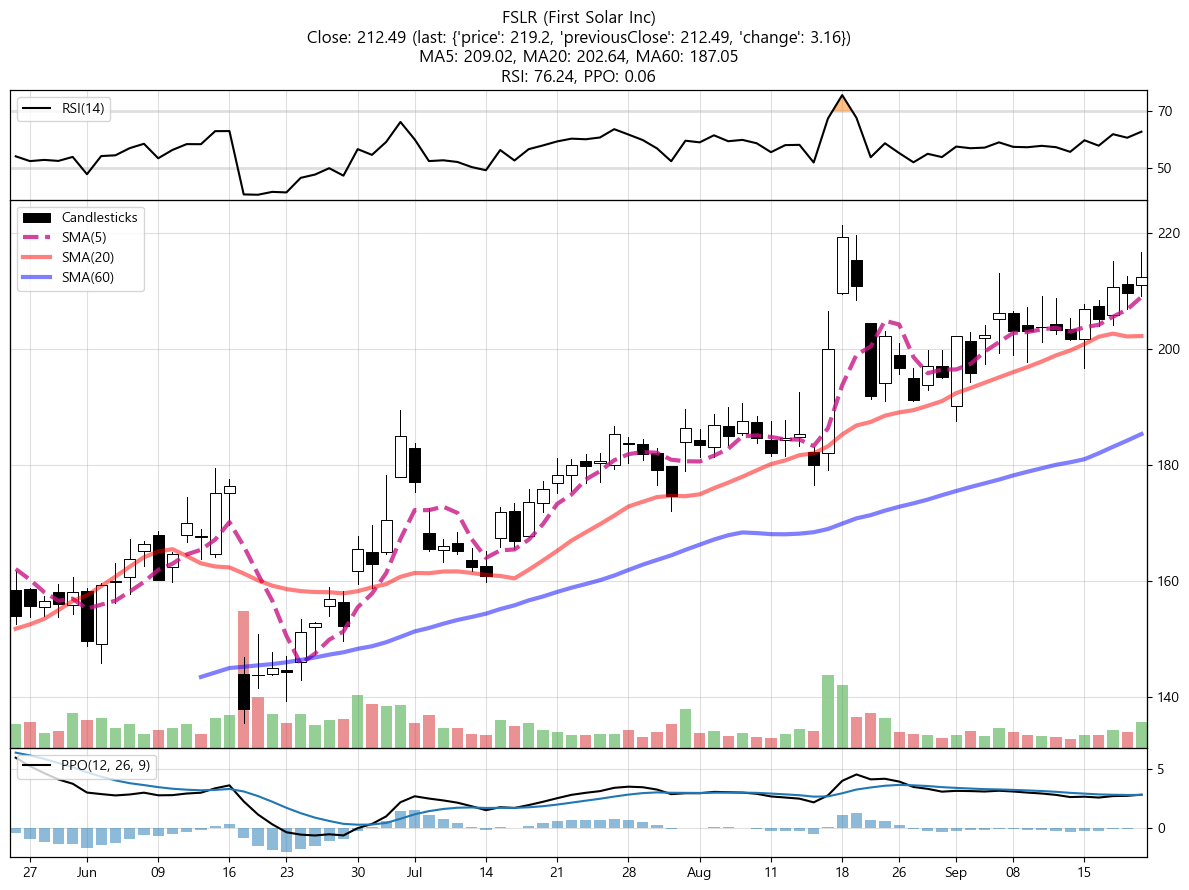 FSLR (First Solar Inc)
Close: 212.49 (last: {'price': 219.2, 'previousClose': 212.49, 'change': 3.16})
MA5: 209.02, MA20: 202.64, MA60: 187.05
RSI: 76.24, PPO: 0.06
RSI(14)
70
50
Candlesticks
SMA(5)
SMA(20)
SMA(60)
220
200
180
160
140
PPO(12, 26, 9)
5
0
27 Jun 09 16 23 Jul 14 21 28 Aug 11 18 26 Sep 08 15